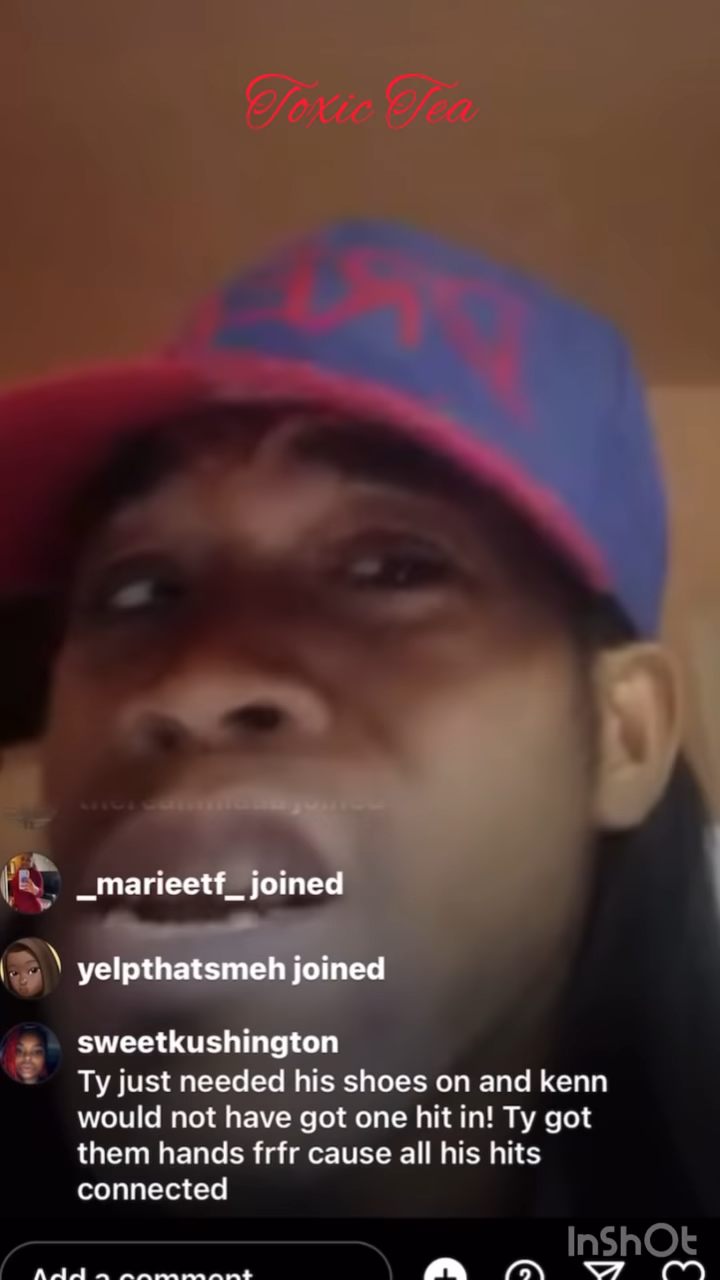 Toxic Tea
_marieetf_ joined
yelpthatsmeh joined
sweetkushington
Ty just needed his shoes on and kenn
would not have got one hit in! Ty got
them hands frfr cause all his hits
connected
Add a comment
InShOt